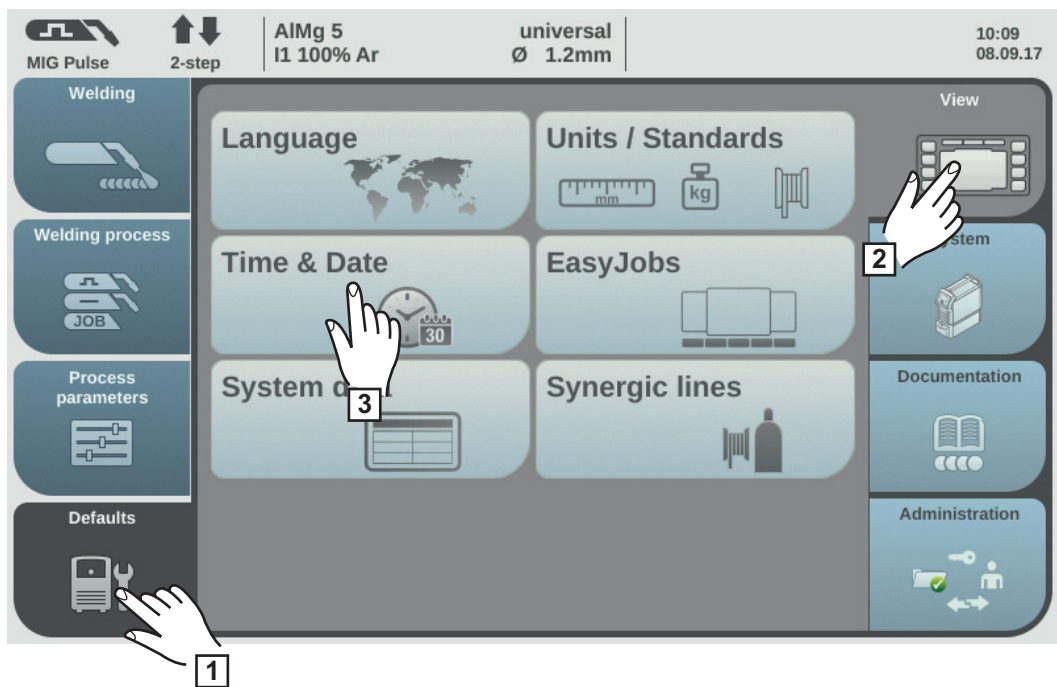 MIG Pulse
2-step
AlMg 5
I1 100% Ar
universal
Ø 1.2mm
10:09
08.09.17
Welding
Welding process
JOB
Process
parameters
Defaults
Language
Units / Standards
mm
kg
Time & Date
30
EasyJobs
System
Synergic lines
View
Documentation
Administration
1
2
3